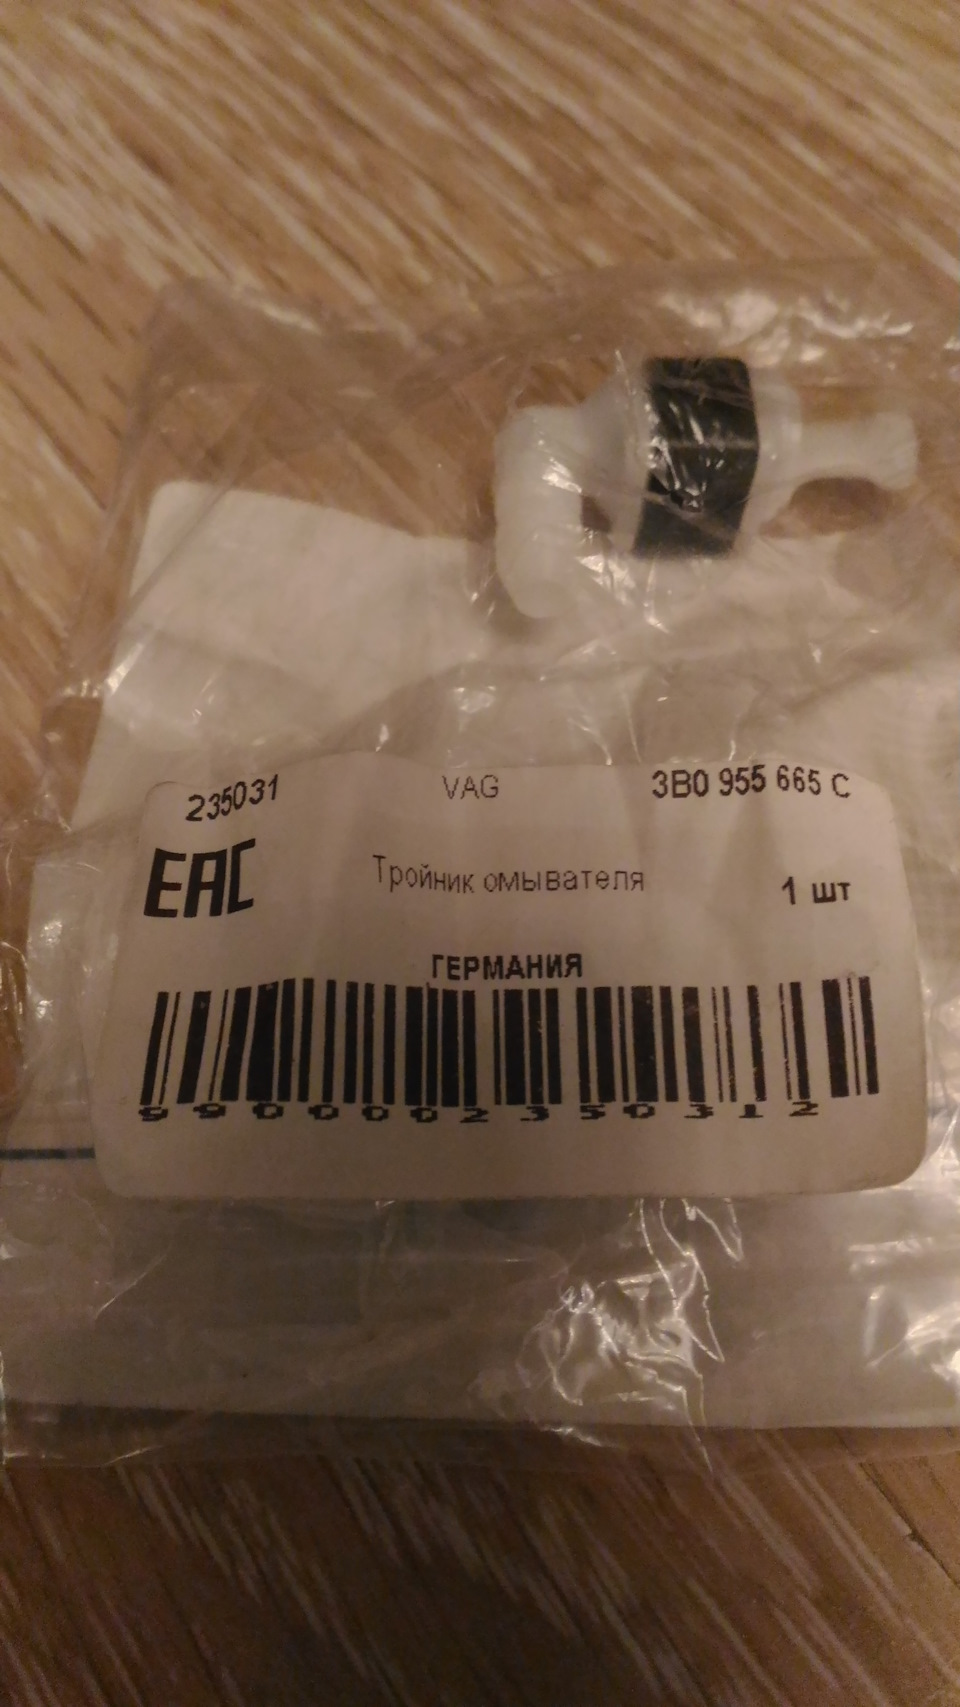 235031 VAG 3B0 955 665 C
EAC Тройник омывателя 1 шт
ГЕРМАНИЯ
9900002350312